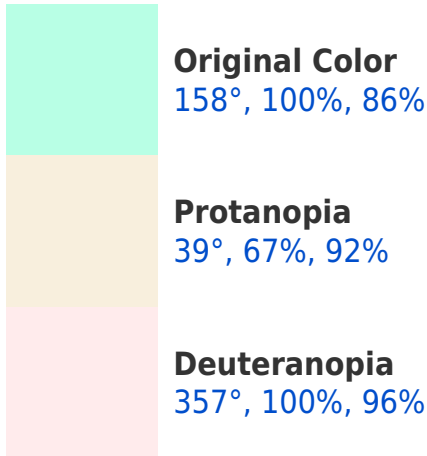 Original Color
158°, 100%, 86%
Protanopia
39°, 67%, 92%
Deuteranopia
357°, 100%, 96%